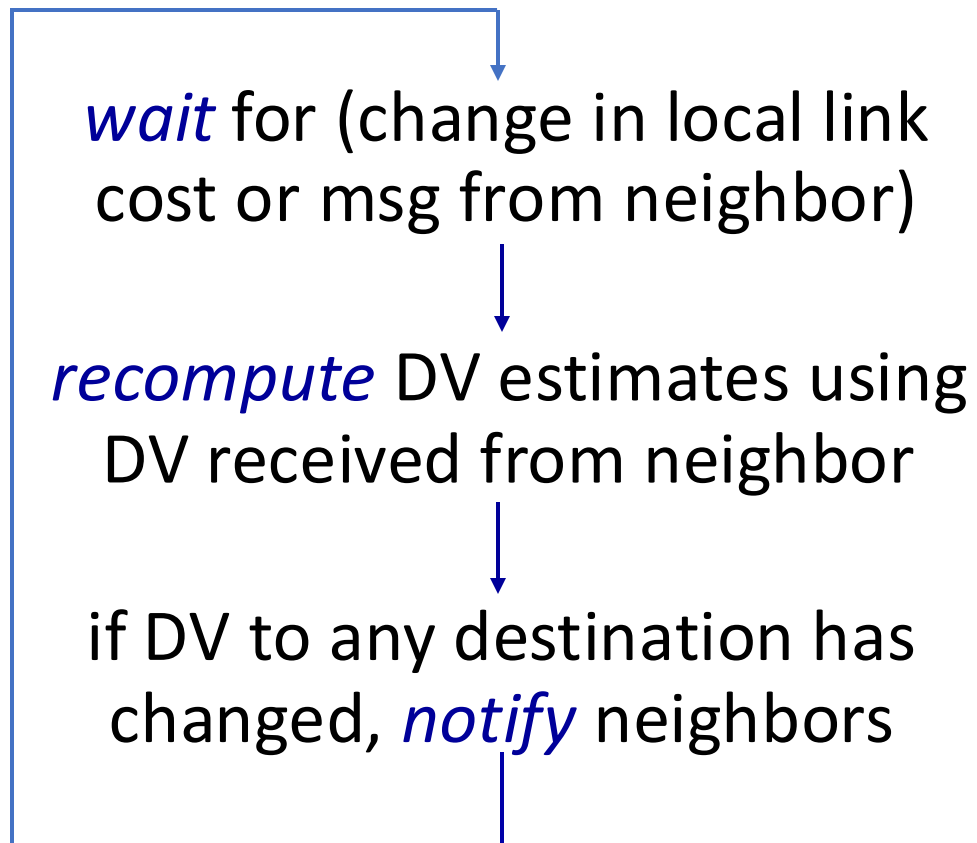 wait for (change in local link
cost or msg from neighbor)
recompute DV estimates using
DV received from neighbor
if DV to any destination has
changed, notify neighbors